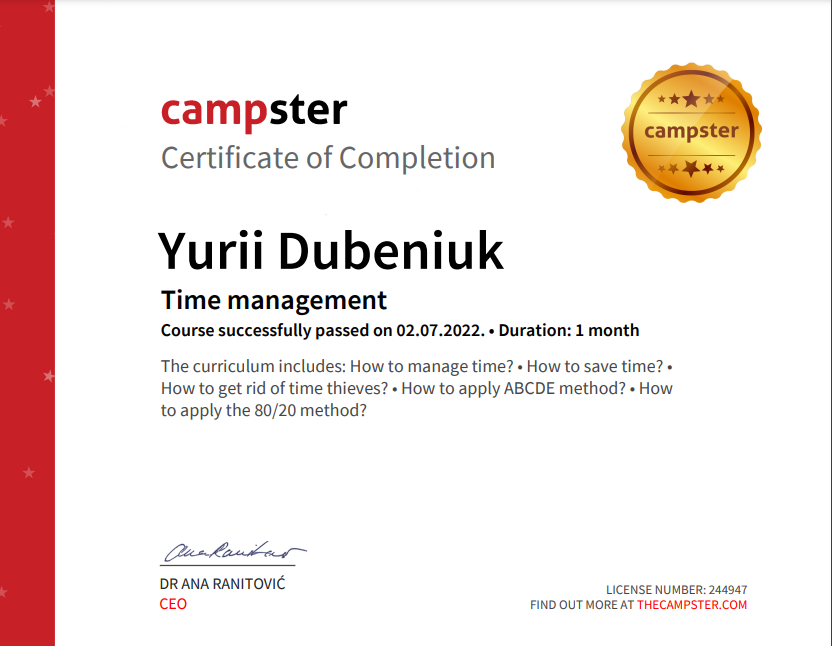 campster
Certificate of Completion
campster
Yurii Dubeniuk
Time management
Course successfully passed on 02.07.2022. • Duration: 1 month
The curriculum includes: How to manage time? • How to save time? •
How to get rid of time thieves? • How to apply ABCDE method? • How
to apply the 80/20 method?
Ana Ranitović
DR ANA RANITOVIĆ
CEO
LICENSE NUMBER: 244947
FIND OUT MORE AT THECAMPSTER.COM